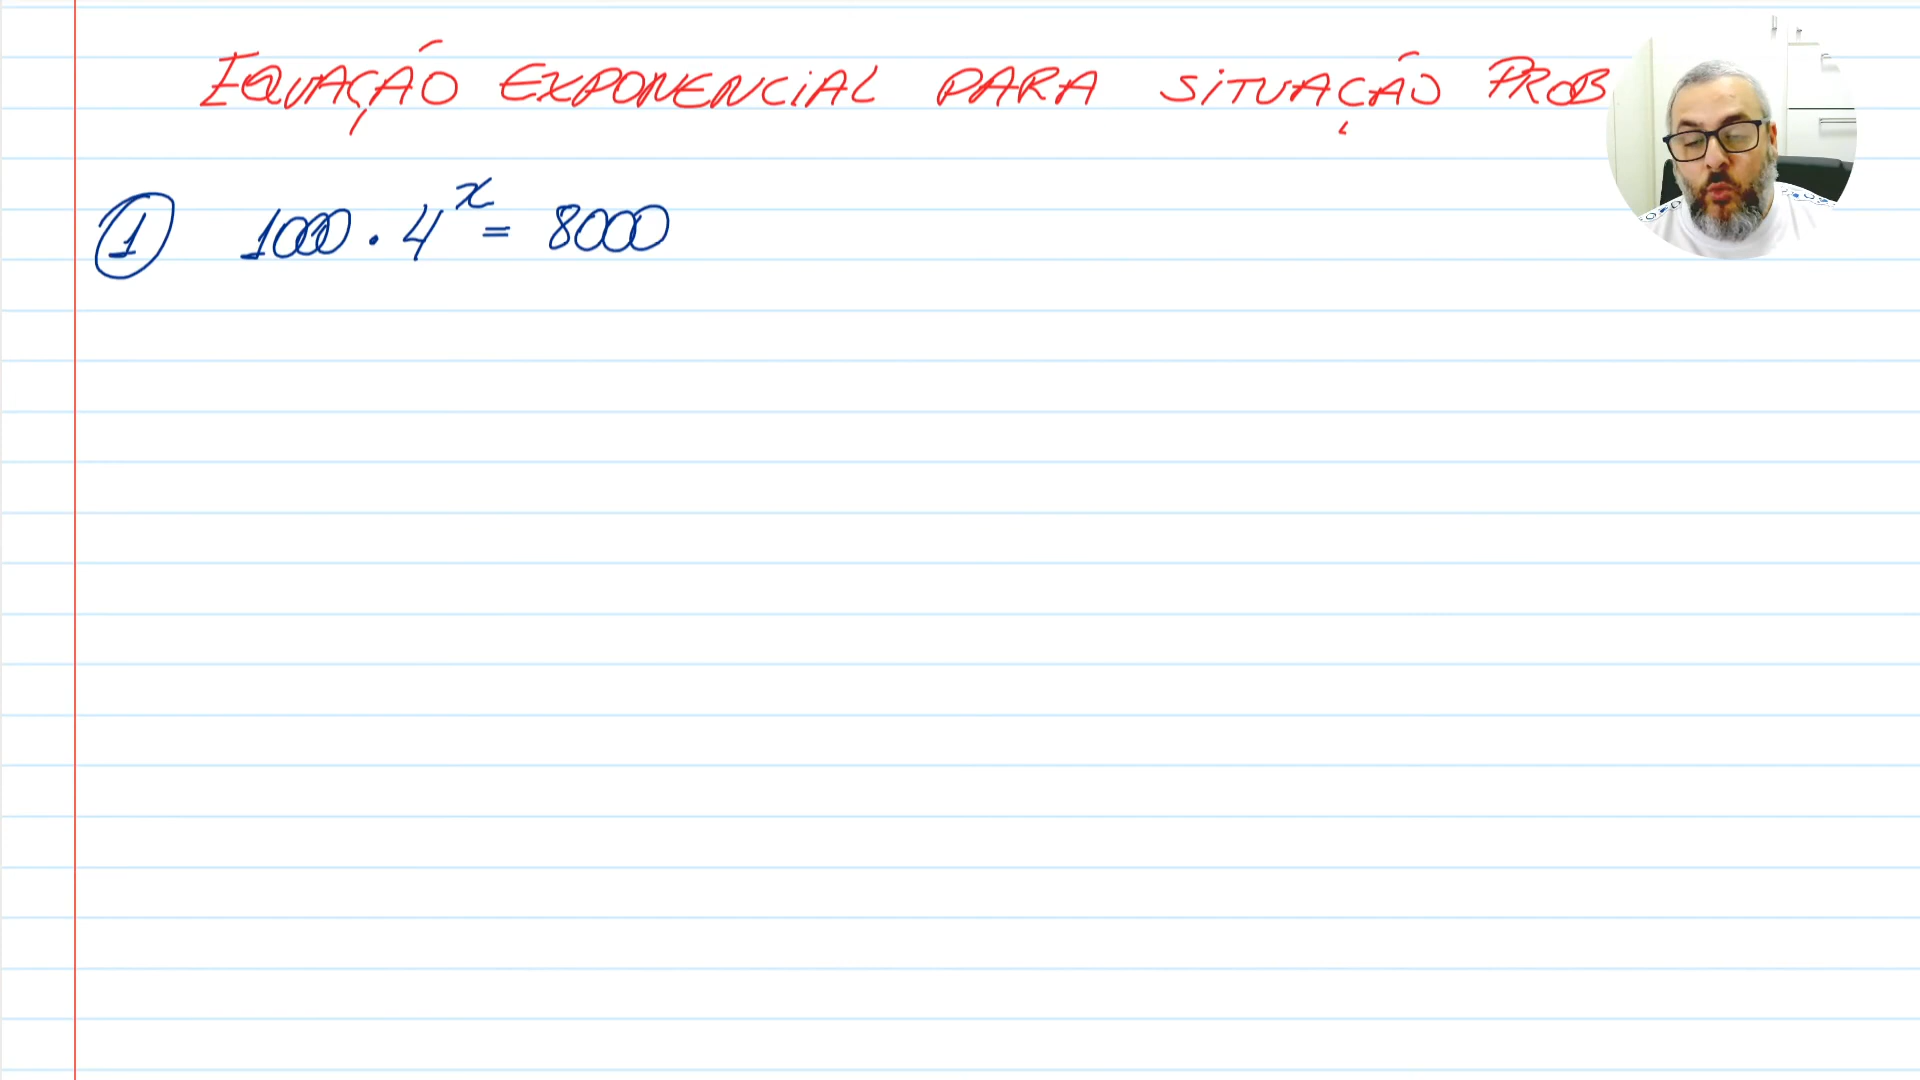 EQUAÇÃO EXPONENCIAL PARA SITUAÇÃO PROB
1 1000 · 4^x = 8000